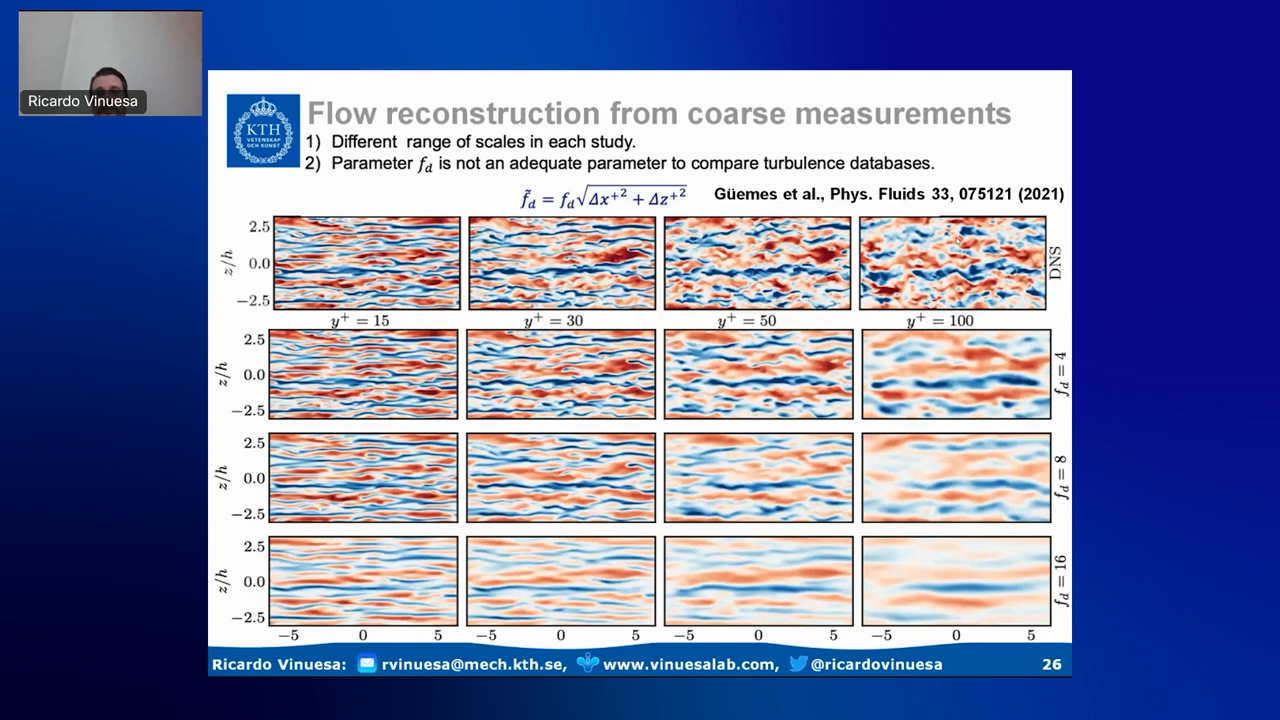 Ricardo Vinuesa
KTH
VETENSKAP
OCH KONST
Flow reconstruction from coarse measurements
1) Different range of scales in each study.
2) Parameter f_d is not an adequate parameter to compare turbulence databases.
f̃_d = f_d√(Δx⁺² + Δz⁺²) Güemes et al., Phys. Fluids 33, 075121 (2021)
z/h 2.5 0.0 −2.5 DNS
y⁺ = 15 y⁺ = 30 y⁺ = 50 y⁺ = 100
z/h 2.5 0.0 −2.5 f_d = 4
z/h 2.5 0.0 −2.5 f_d = 8
z/h 2.5 0.0 −2.5 f_d = 16
−5 0 5 −5 0 5 −5 0 5 −5 0 5
Ricardo Vinuesa: rvinuesa@mech.kth.se, www.vinuesalab.com, @ricardovinuesa 26